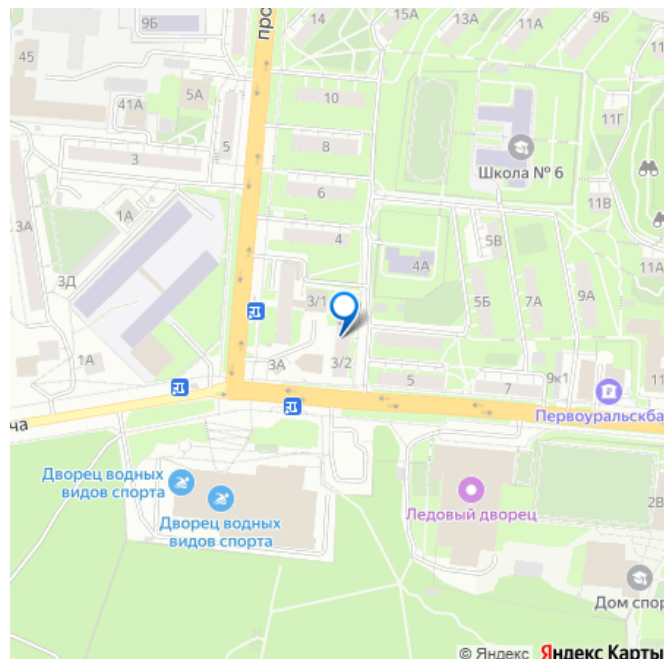 14
15А
13А
11А
9Б
9Б
про
45
5А
41А
10
11Г
3
5
8
Школа № 6
6
3А
1А
11В
4
5В
4А
11А
3Д
5Б
7А
9А
3/1
1А
3А
3/2
5
7
9к1
11
Первоуральскба
ча
Дворец водных
видов спорта
Дворец водных
видов спорта
Ледовый дворец
2В
Дом спор
© Яндекс Яндекс Карты